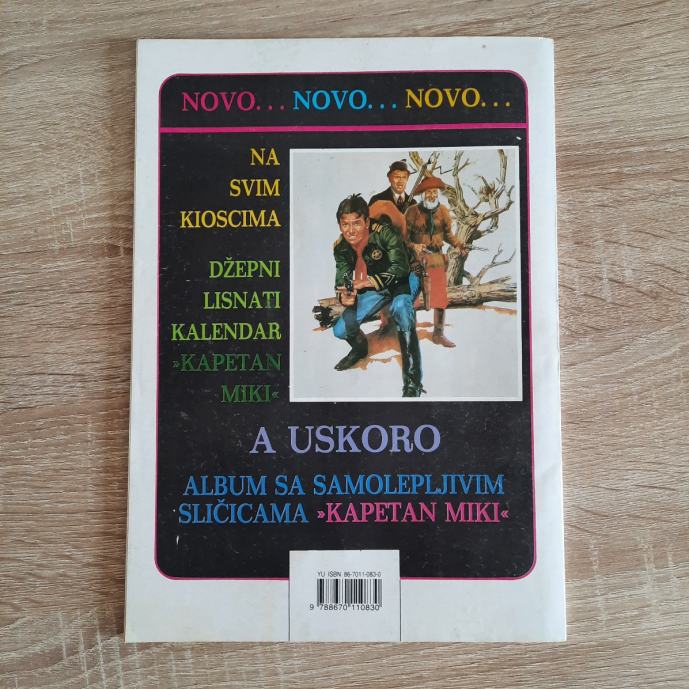 NOVO... NOVO... NOVO...
NA
SVIM
KIOSCIMA
DŽEPNI
LISNATI
KALENDAR
»KAPETAN
MIKI«
A USKORO
ALBUM SA SAMOLEPLJIVIM
SLIČICAMA »KAPETAN MIKI«
YU ISBN 86-7011-083-0
9 788670 110830